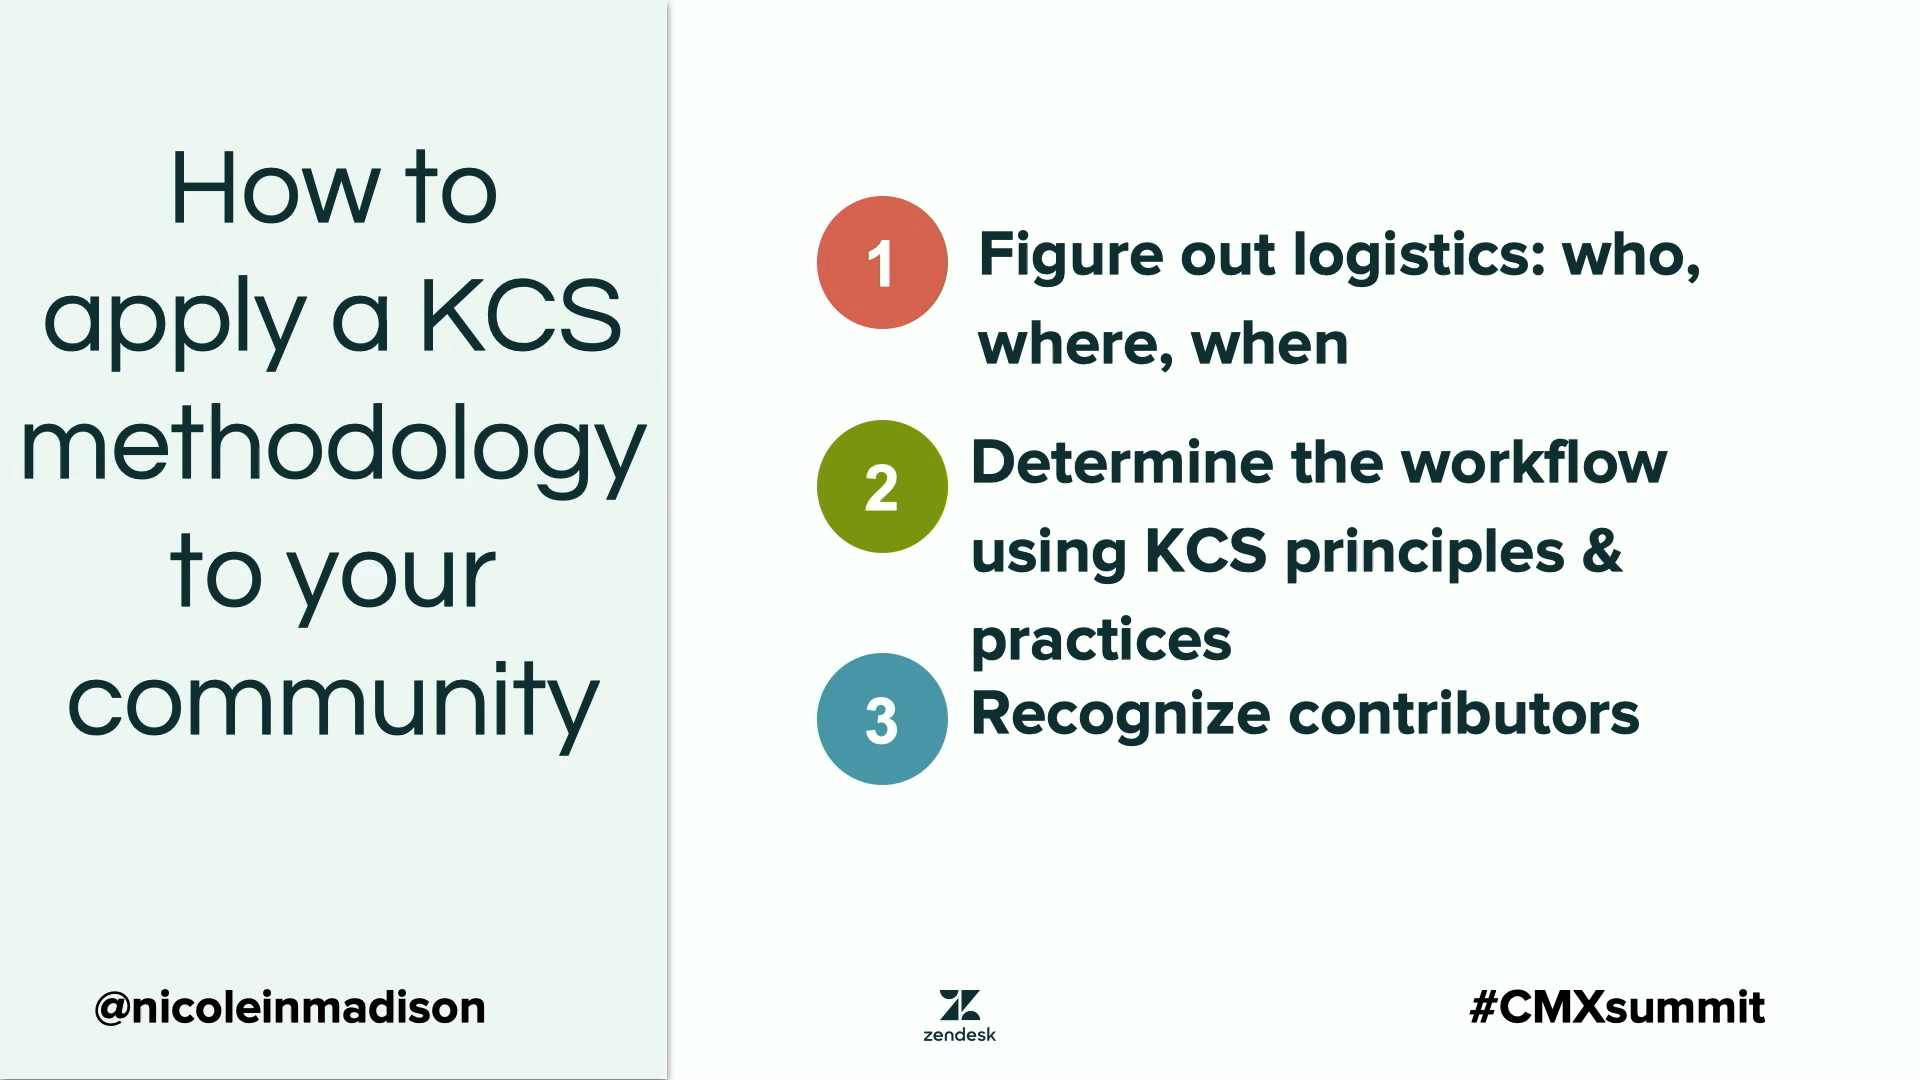 How to
apply a KCS
methodology
to your
community
1
Figure out logistics: who,
where, when
2
Determine the workflow
using KCS principles &
practices
3
Recognize contributors
@nicoleinmadison
zendesk
#CMXsummit